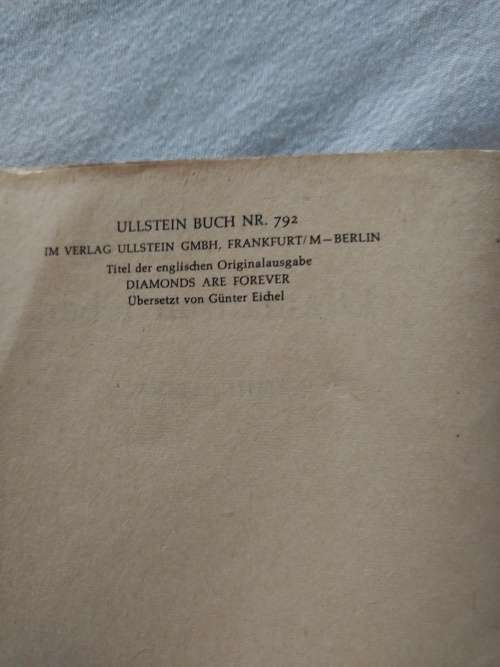 ULLSTEIN BUCH NR. 792
IM VERLAG ULLSTEIN GMBH, FRANKFURT/M—BERLIN
Titel der englischen Originalausgabe
DIAMONDS ARE FOREVER
Übersetzt von Günter Eichel